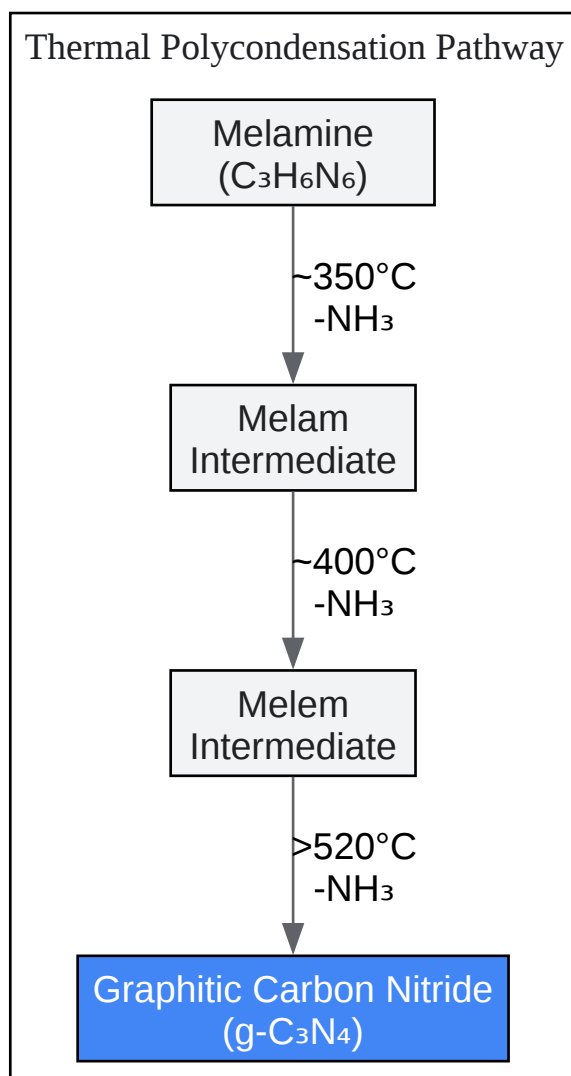 Thermal Polycondensation Pathway
Melamine
(C₃H₆N₆)
~350°C
-NH₃
Melam
Intermediate
~400°C
-NH₃
Melem
Intermediate
>520°C
-NH₃
Graphitic Carbon Nitride
(g-C₃N₄)